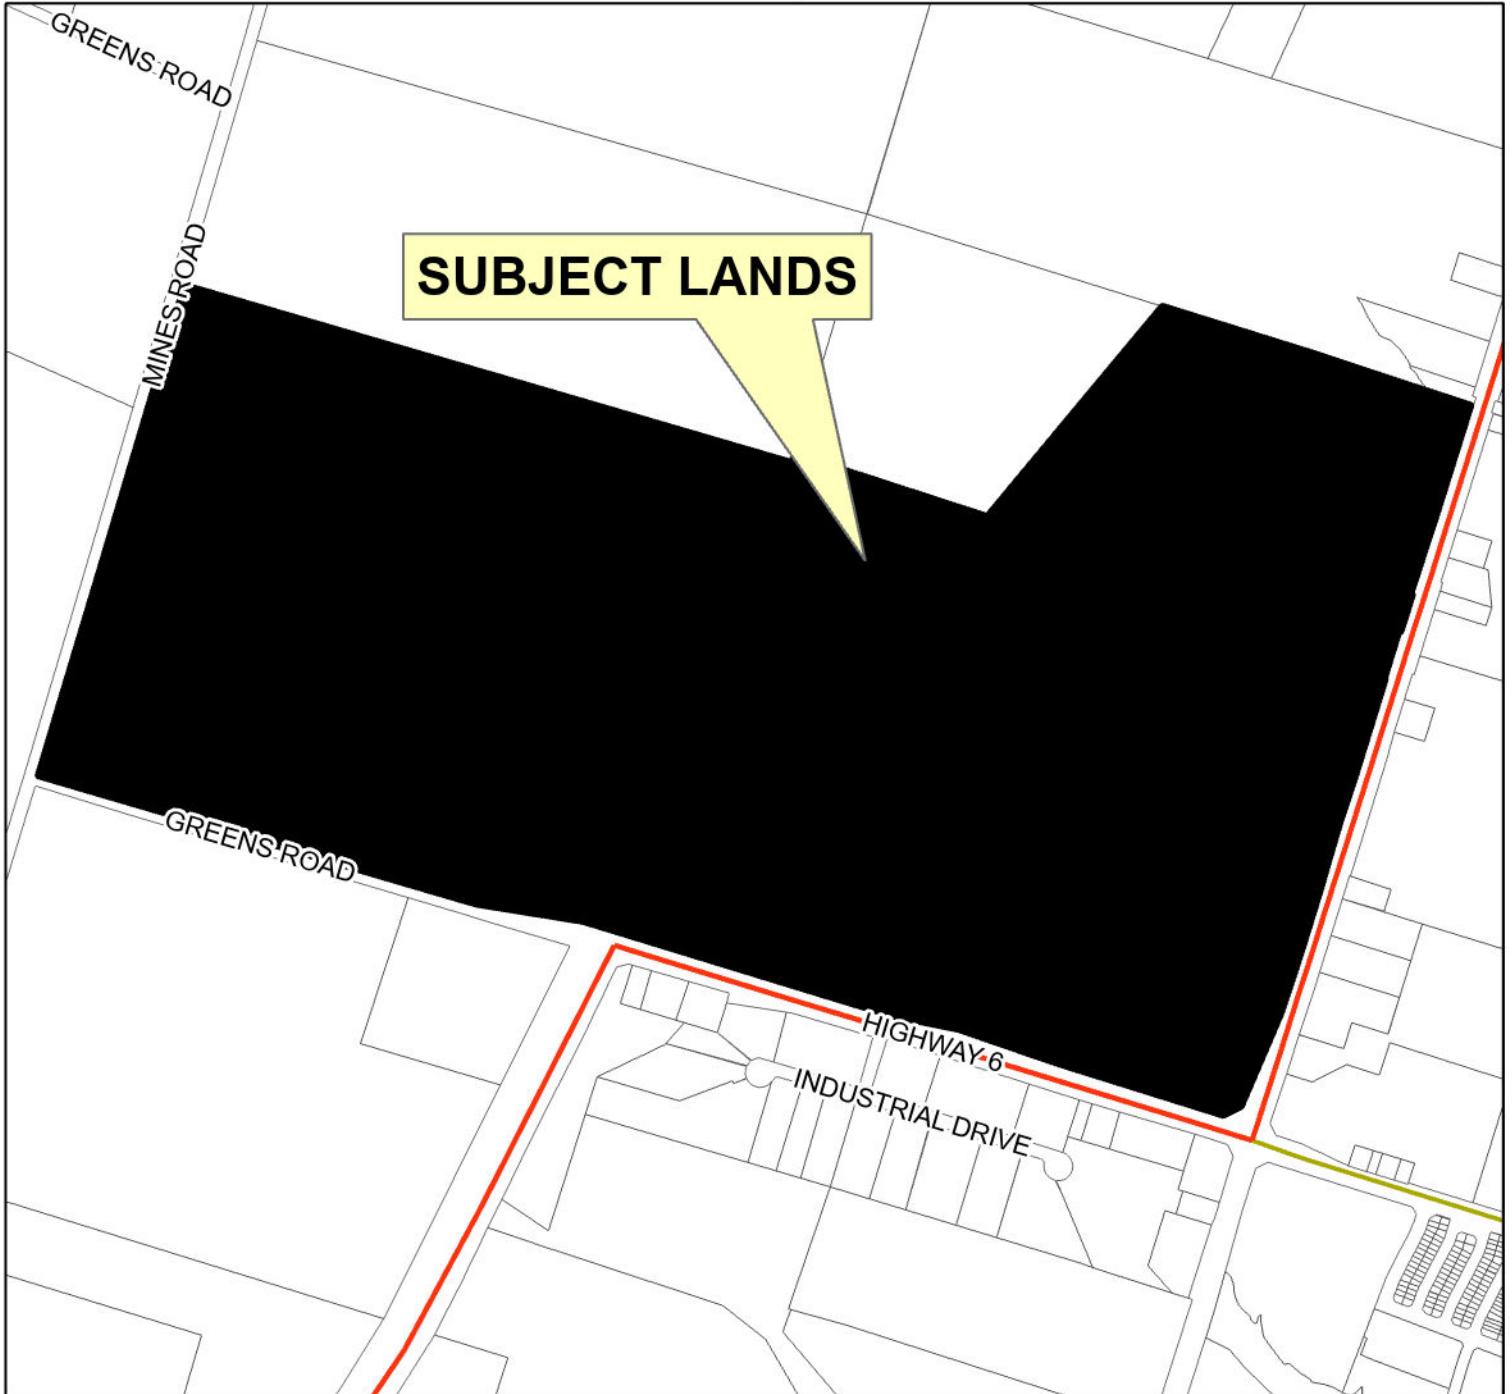 GREENS ROAD
MINES ROAD
SUBJECT LANDS
GREENS ROAD
HIGHWAY 6
INDUSTRIAL DRIVE